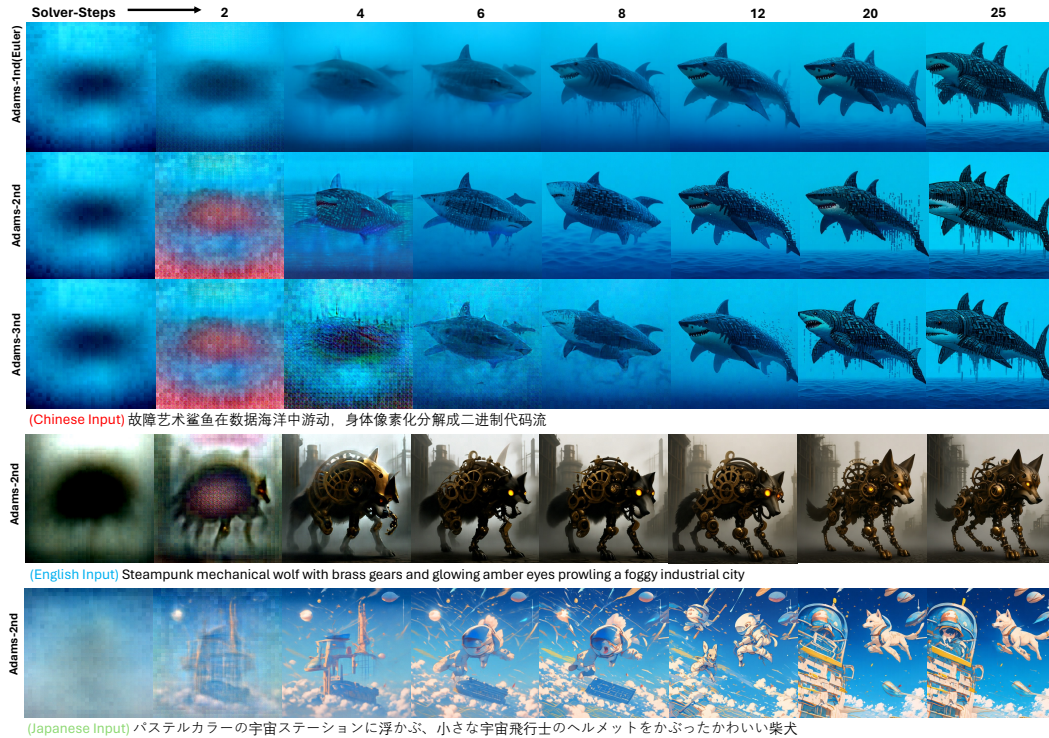 Solver-Steps 2 4 6 8 12 20 25
Adams-1nd(Euler)
Adams-2nd
Adams-3nd
(Chinese Input) 故障艺术鲨鱼在数据海洋中游动，身体像素化分解成二进制代码流
Adams-2nd
(English Input) Steampunk mechanical wolf with brass gears and glowing amber eyes prowling a foggy industrial city
Adams-2nd
(Japanese Input) パステルカラーの宇宙ステーションに浮かぶ、小さな宇宙飛行士のヘルメットをかぶったかわいい柴犬